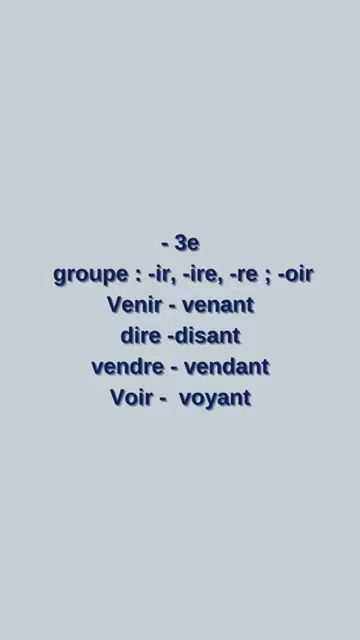 - 3e
groupe : -ir, -ire, -re ; -oir
Venir - venant
dire -disant
vendre - vendant
Voir -  voyant